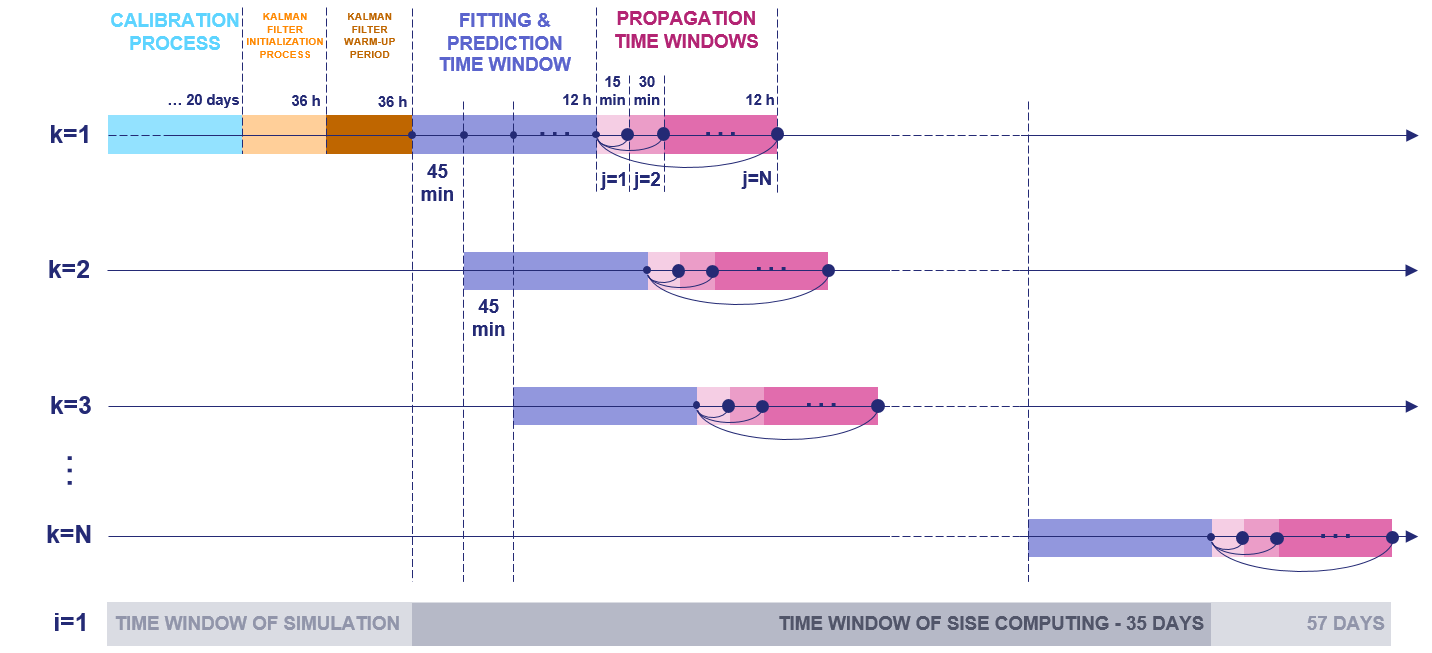 CALIBRATION
PROCESS
KALMAN
FILTER
INITIALIZATION
PROCESS
KALMAN
FILTER
WARM-UP
PERIOD
FITTING &
PREDICTION
TIME WINDOW
PROPAGATION
TIME WINDOWS
... 20 days
36 h
36 h
12 h
15
min
30
min
12 h
k=1
...
...
45
min
j=1
j=2
j=N
k=2
...
45
min
k=3
...
⋮
k=N
...
i=1
TIME WINDOW OF SIMULATION
TIME WINDOW OF SISE COMPUTING - 35 DAYS
57 DAYS